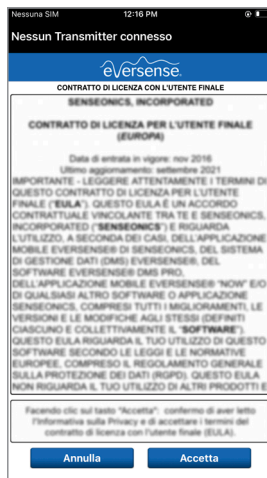 Nessuna SIM 12:16 PM
Nessun Transmitter connesso
eversense.
CONTRATTO DI LICENZA CON L'UTENTE FINALE
SENSEONICS, INCORPORATED
CONTRATTO DI LICENZA PER L'UTENTE FINALE
(EUROPA)
Data di entrata in vigore: nov 2016
Ultimo aggiornamento: settembre 2021
IMPORTANTE - LEGGERE ATTENTAMENTE I TERMINI DI
QUESTO CONTRATTO DI LICENZA PER L'UTENTE
FINALE ("EULA"). QUESTO EULA È UN ACCORDO
CONTRATTUALE VINCOLANTE TRA TE E SENSEONICS,
INCORPORATED ("SENSEONICS") E RIGUARDA
L'UTILIZZO, A SECONDA DEI CASI, DELL'APPLICAZIONE
MOBILE EVERSENSE® DI SENSEONICS, DEL SISTEMA
DI GESTIONE DATI (DMS) EVERSENSE®, DEL
SOFTWARE EVERSENSE® DMS PRO,
DELL'APPLICAZIONE MOBILE EVERSENSE® "NOW" E/O
DI QUALSIASI ALTRO SOFTWARE O APPLICAZIONE
SENSEONICS, COMPRESI TUTTI I MIGLIORAMENTI, LE
VERSIONI E LE MODIFICHE AGLI STESSI (DEFINITI
CIASCUNO E COLLETTIVAMENTE IL "SOFTWARE").
QUESTO EULA RIGUARDA IL TUO UTILIZZO DI QUESTO
SOFTWARE SECONDO LE LEGGI E LE NORMATIVE
EUROPEE, COMPRESO IL REGOLAMENTO GENERALE
SULLA PROTEZIONE DEI DATI (RGPD). QUESTO EULA
NON RIGUARDA IL TUO UTILIZZO DI ALTRI PRODOTTI E
Facendo clic sul tasto "Accetta": confermo di aver letto
l'Informativa sulla Privacy e di accettare i termini del
contratto di licenza con l'utente finale (EULA).
Annulla Accetta